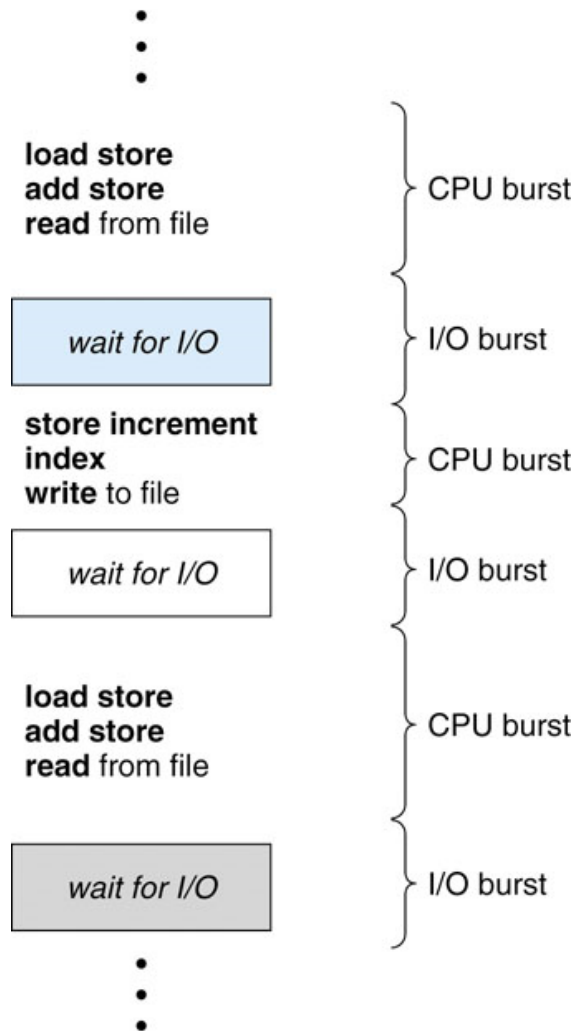 load store
add store
read from file
CPU burst
wait for I/O
I/O burst
store increment
index
write to file
CPU burst
wait for I/O
I/O burst
load store
add store
read from file
CPU burst
wait for I/O
I/O burst